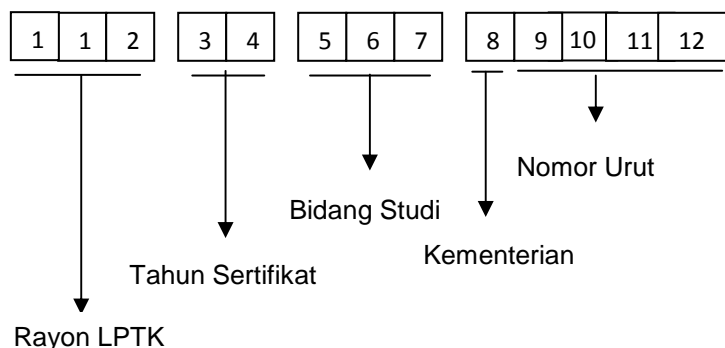 1 1 2 3 4 5 6 7 8 9 10 11 12
Nomor Urut
Bidang Studi
Kementerian
Tahun Sertifikat
Rayon LPTK